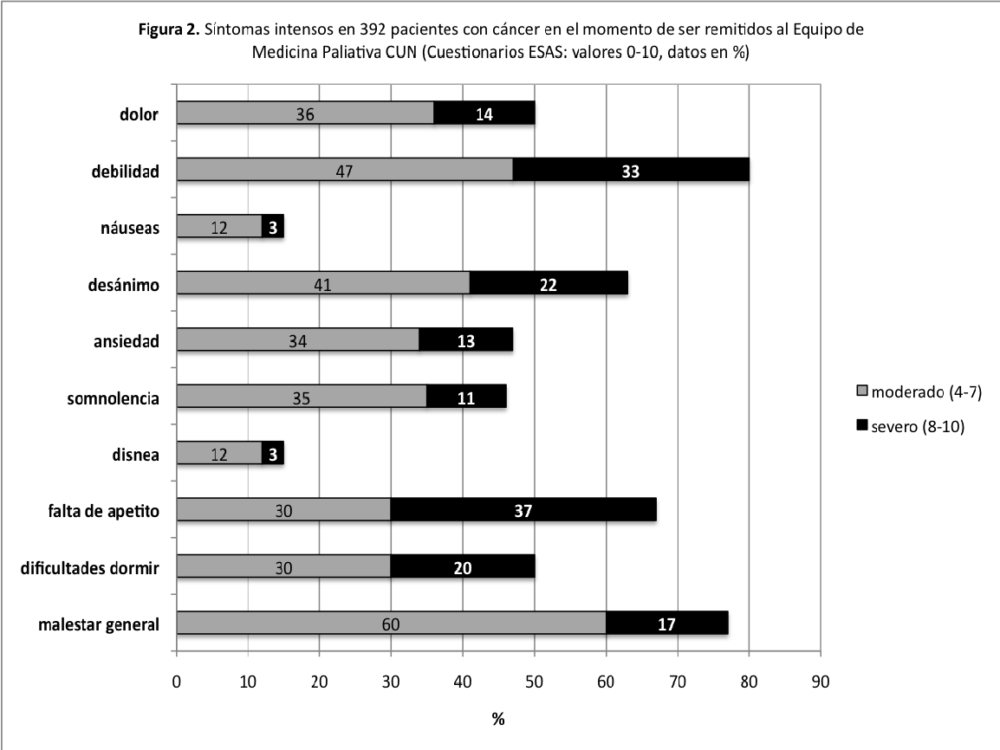 Figura 2. Síntomas intensos en 392 pacientes con cáncer en el momento de ser remitidos al Equipo de
Medicina Paliativa CUN (Cuestionarios ESAS: valores 0-10, datos en %)
dolor 36 14
debilidad 47 33
náuseas 12 3
desánimo 41 22
ansiedad 34 13
somnolencia 35 11
disnea 12 3
falta de apetito 30 37
dificultades dormir 30 20
malestar general 60 17
moderado (4-7)
severo (8-10)
0 10 20 30 40 50 60 70 80 90
%